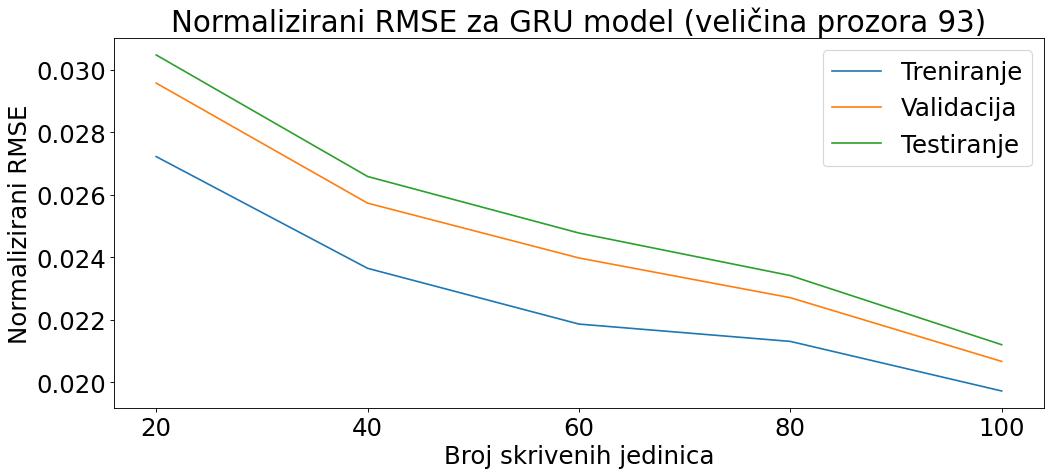 Normalizirani RMSE za GRU model (veličina prozora 93)
Normalizirani RMSE
0.030
0.028
0.026
0.024
0.022
0.020
Treniranje
Validacija
Testiranje
20 40 60 80 100
Broj skrivenih jedinica